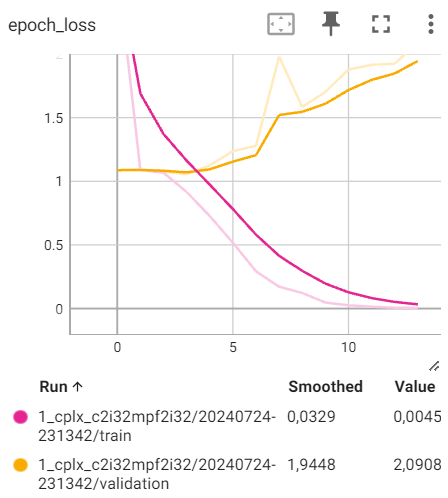 epoch_loss
1.5
1
0.5
0
0 5 10
Run ↑ Smoothed Value
1_cplx_c2i32mpf2i32/20240724- 0,0329 0,0045
231342/train
1_cplx_c2i32mpf2i32/20240724- 1,9448 2,0908
231342/validation